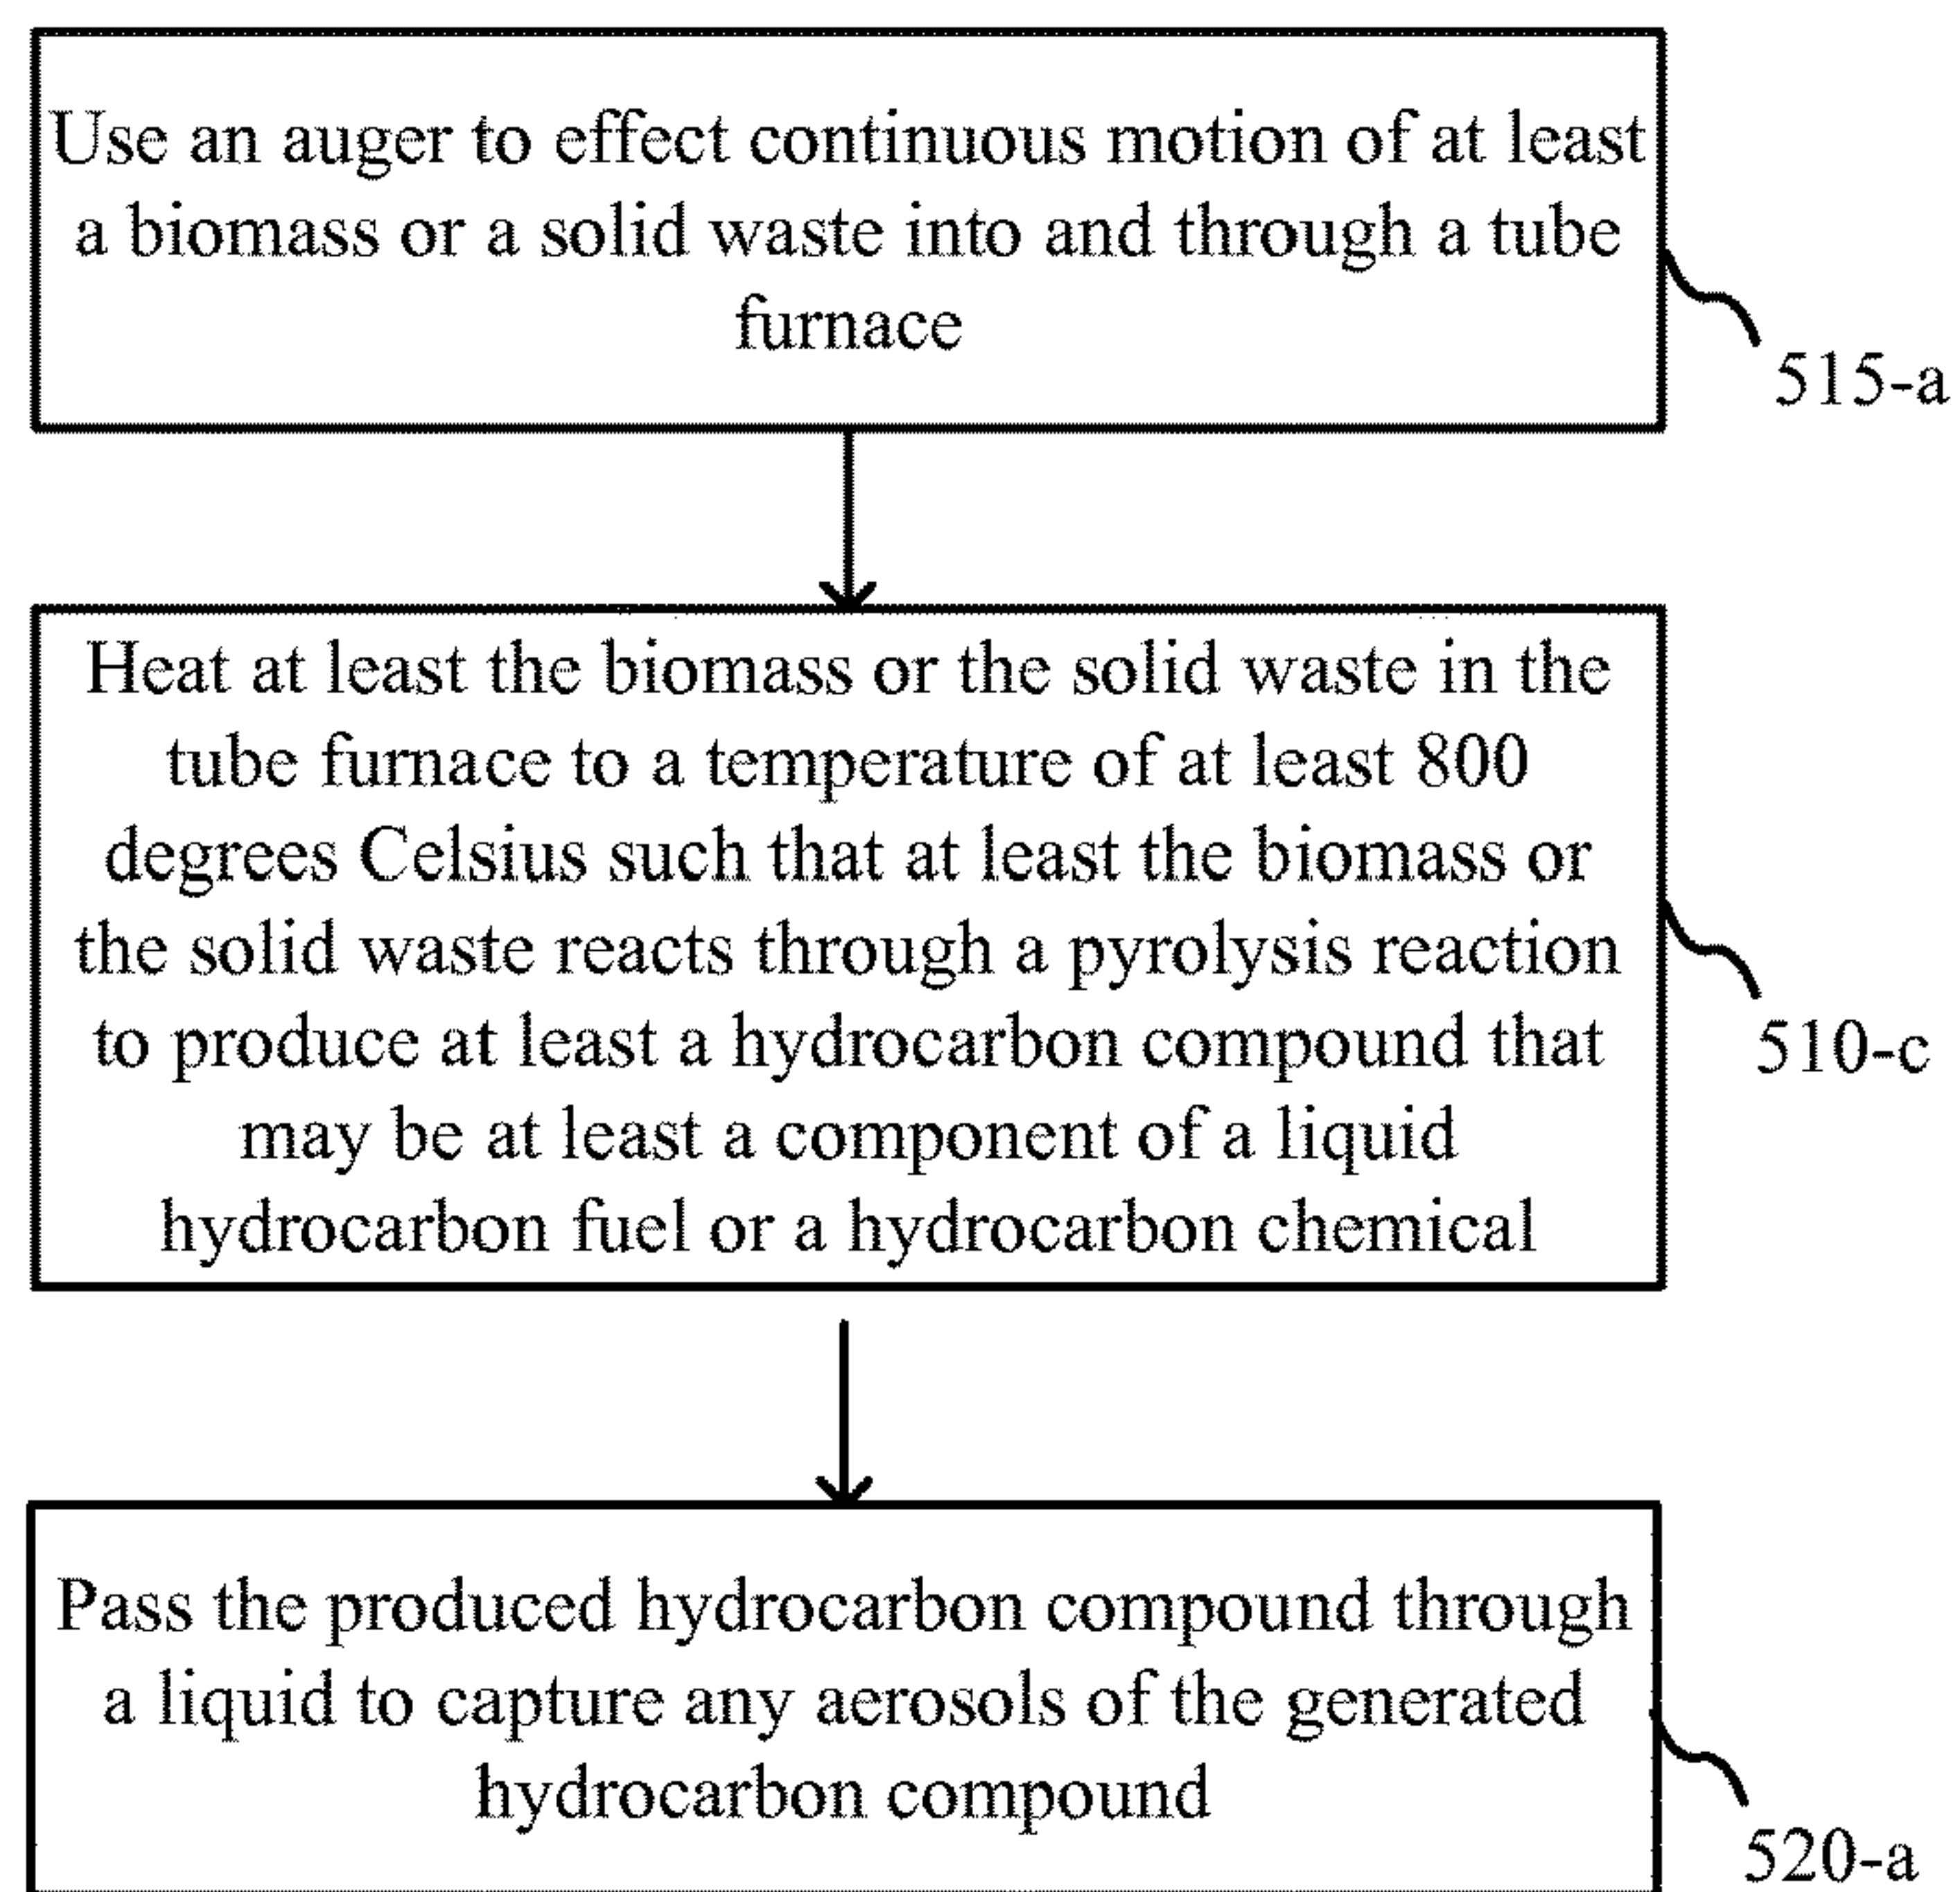 Use an auger to effect continuous motion of at least
a biomass or a solid waste into and through a tube
furnace
515-a
Heat at least the biomass or the solid waste in the
tube furnace to a temperature of at least 800
degrees Celsius such that at least the biomass or
the solid waste reacts through a pyrolysis reaction
to produce at least a hydrocarbon compound that
may be at least a component of a liquid
hydrocarbon fuel or a hydrocarbon chemical
510-c
Pass the produced hydrocarbon compound through
a liquid to capture any aerosols of the generated
hydrocarbon compound
520-a